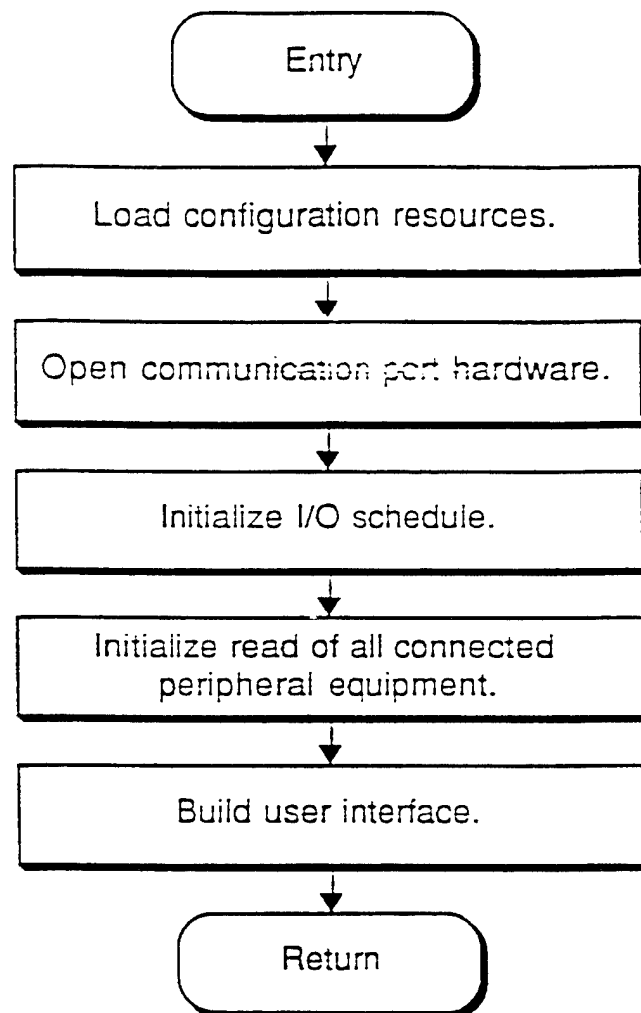 Entry
Load configuration resources.
Open communication port hardware.
Initialize I/O schedule.
Initialize read of all connected
peripheral equipment.
Build user interface.
Return